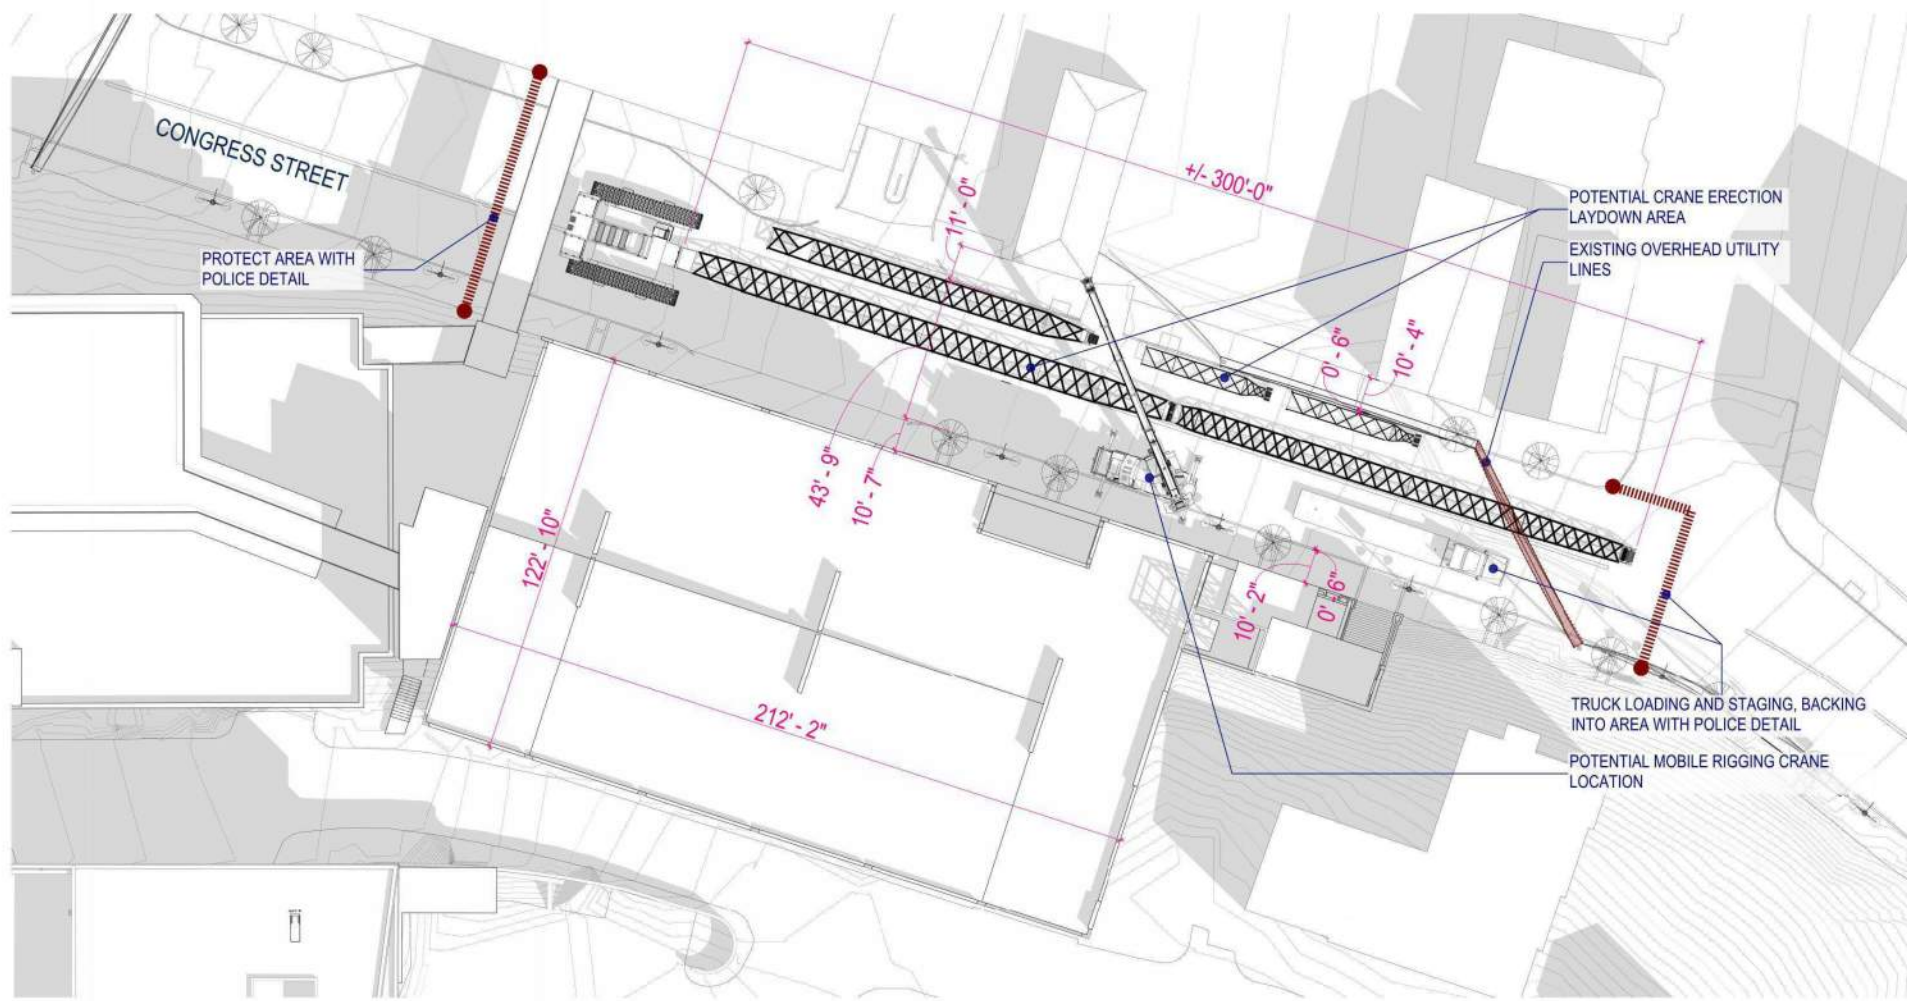 CONGRESS STREET
PROTECT AREA WITH
POLICE DETAIL
+/- 300'-0"
11' - 0"
POTENTIAL CRANE ERECTION
LAYDOWN AREA
EXISTING OVERHEAD UTILITY
LINES
0' - 6"
10' - 4"
43' - 9"
10' - 7"
122' - 10"
10' - 2"
0' - 6"
212' - 2"
TRUCK LOADING AND STAGING, BACKING
INTO AREA WITH POLICE DETAIL
POTENTIAL MOBILE RIGGING CRANE
LOCATION